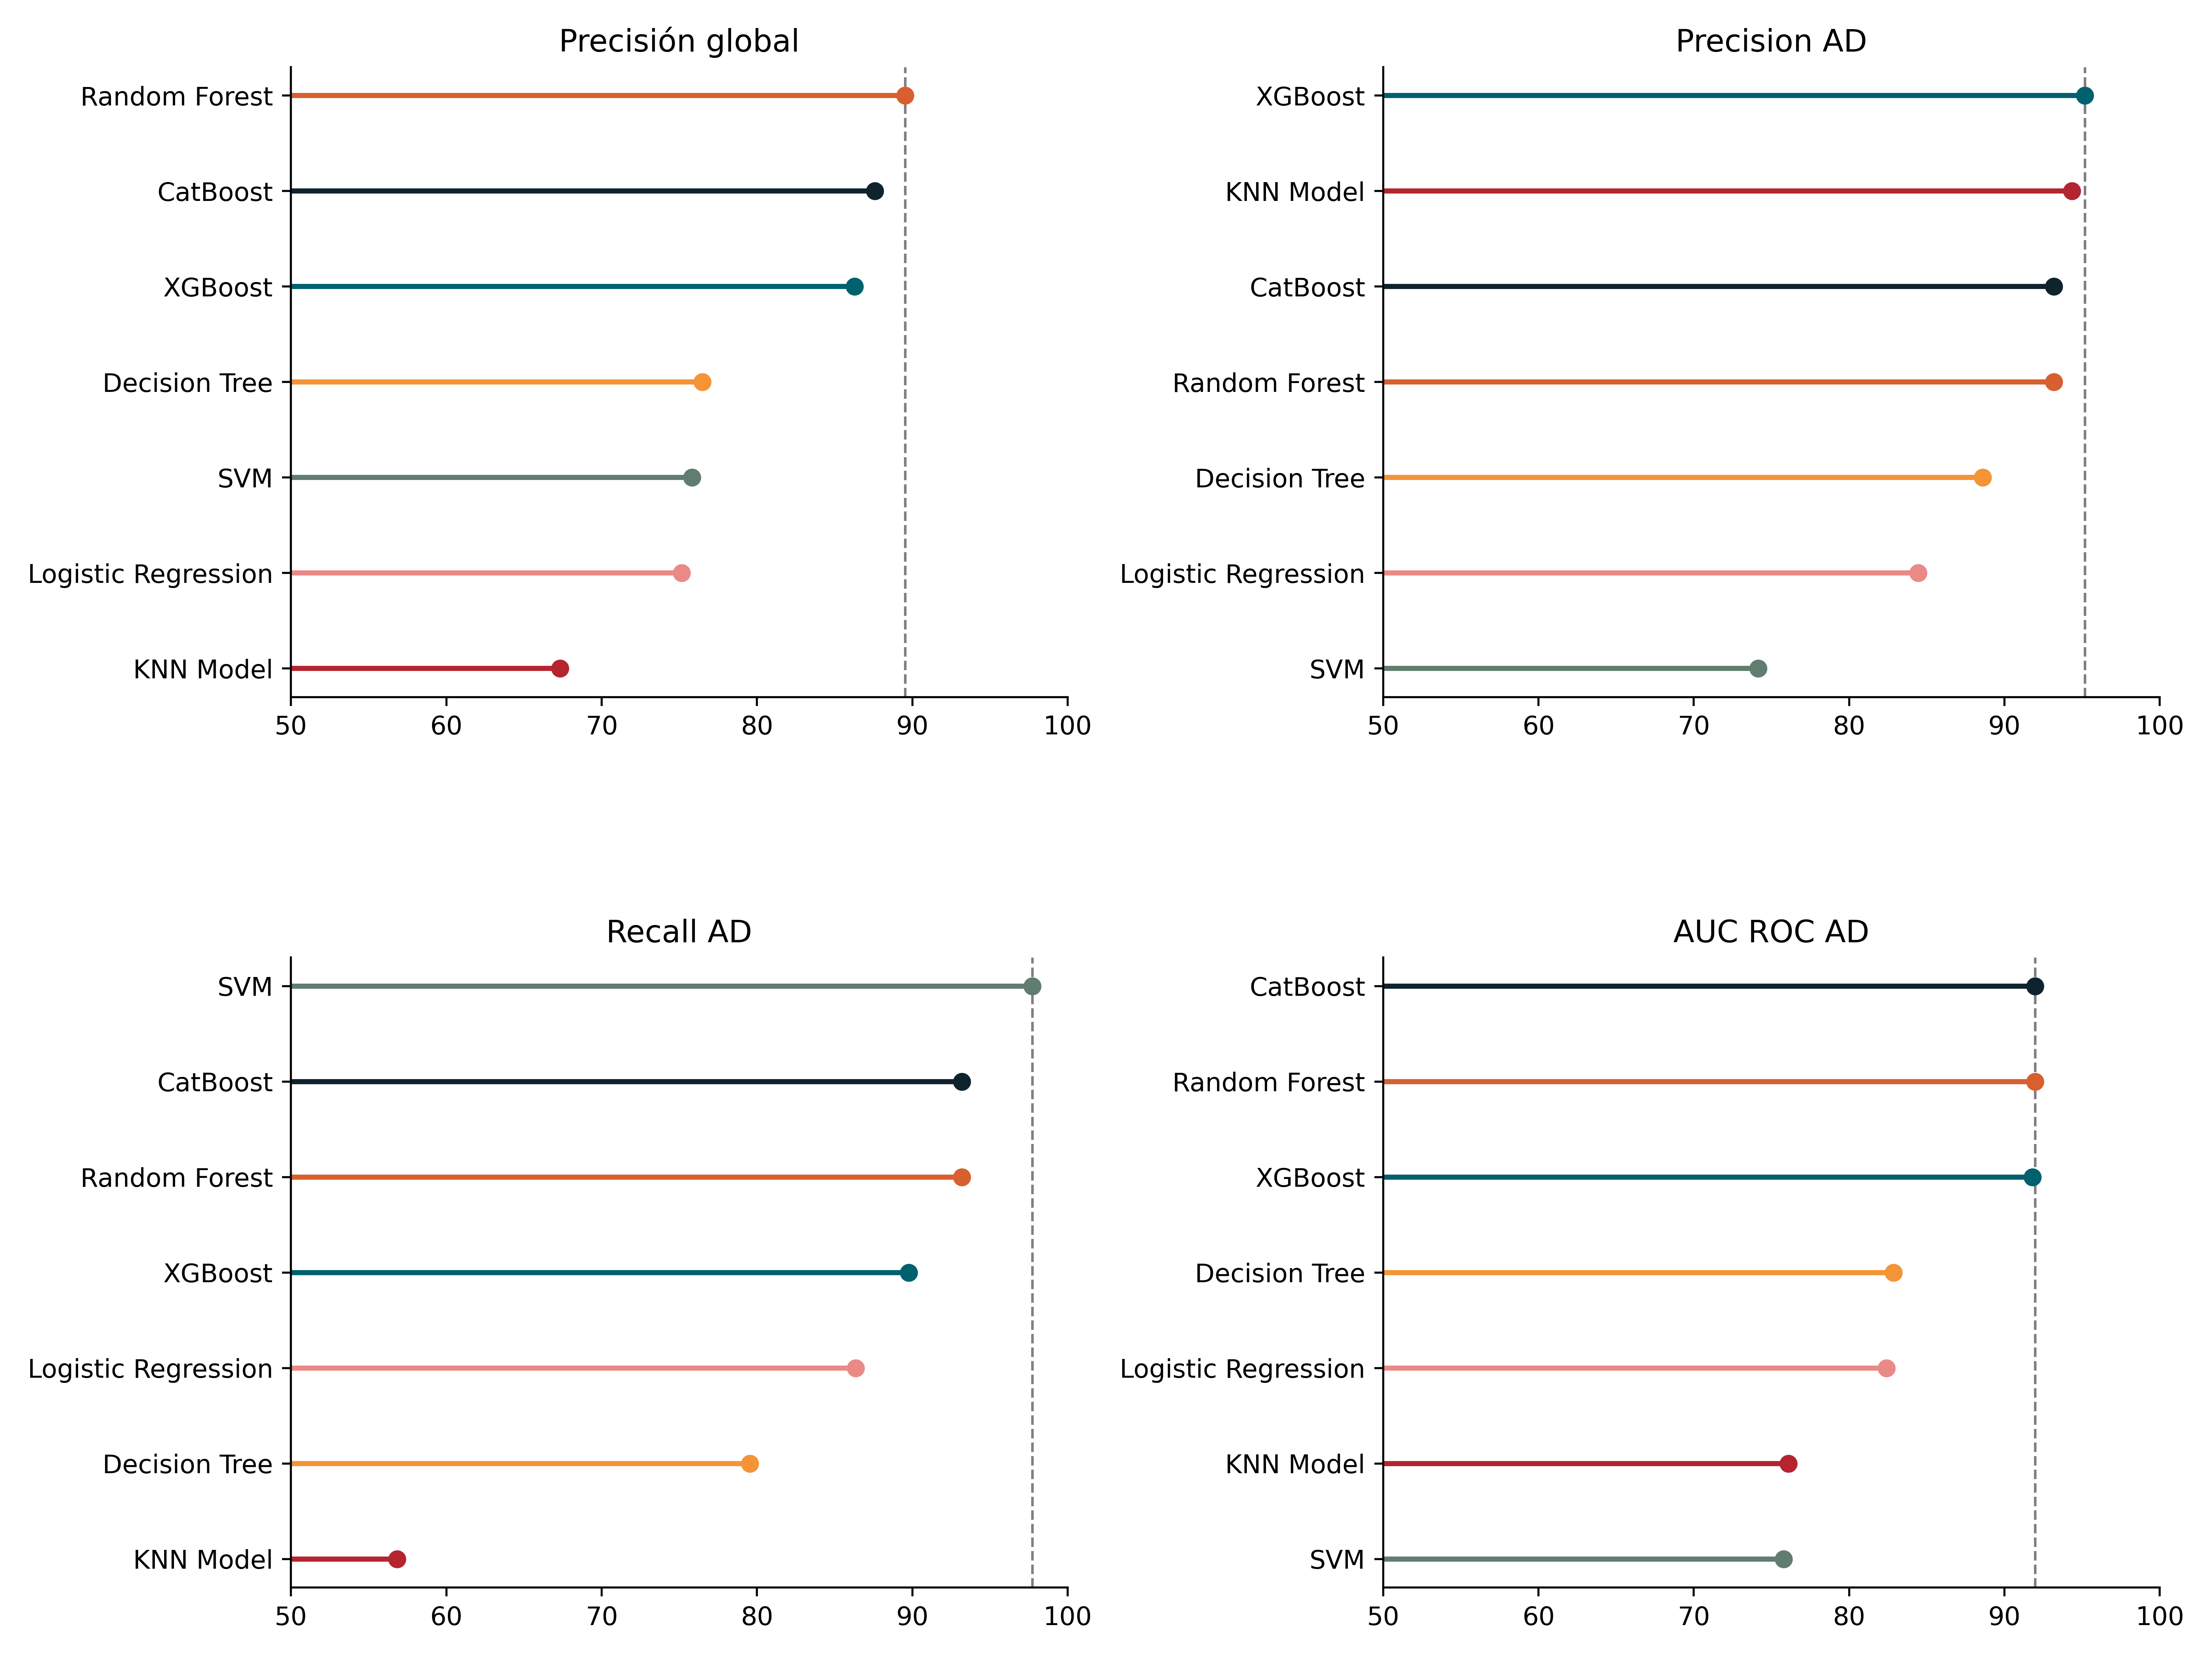 Precisión global
Random Forest
CatBoost
XGBoost
Decision Tree
SVM
Logistic Regression
KNN Model
50 60 70 80 90 100
Precision AD
XGBoost
KNN Model
CatBoost
Random Forest
Decision Tree
Logistic Regression
SVM
50 60 70 80 90 100
Recall AD
SVM
CatBoost
Random Forest
XGBoost
Logistic Regression
Decision Tree
KNN Model
50 60 70 80 90 100
AUC ROC AD
CatBoost
Random Forest
XGBoost
Decision Tree
Logistic Regression
KNN Model
SVM
50 60 70 80 90 100